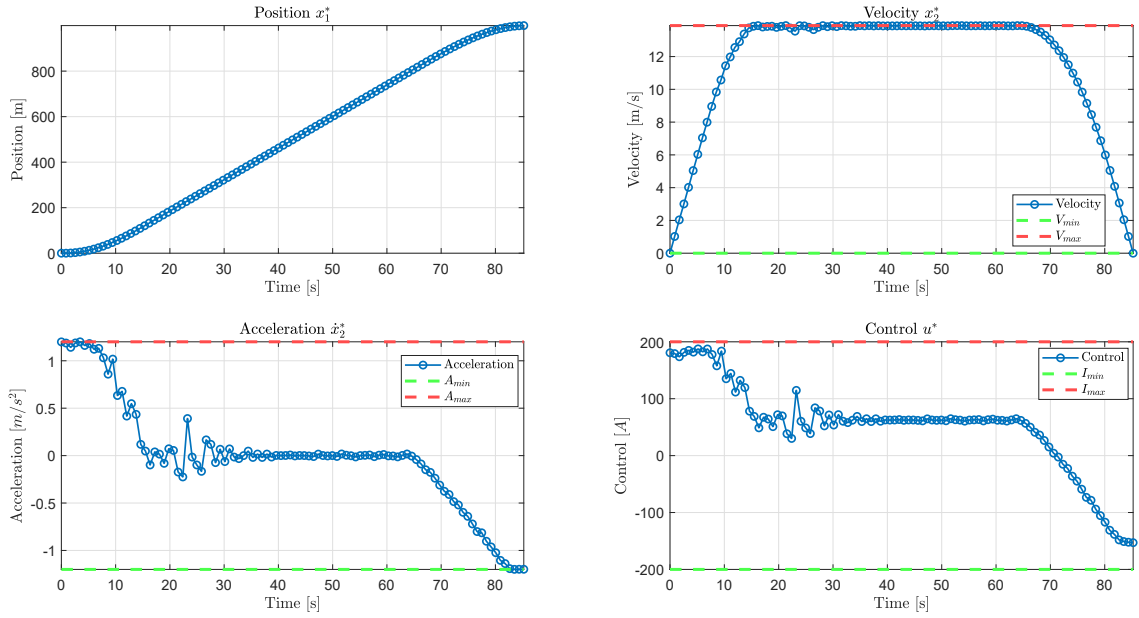 Position x₁*
Position [m]
800
600
400
200
0
0 10 20 30 40 50 60 70 80
Time [s]
Velocity x₂*
Velocity [m/s]
12
10
8
6
4
2
0
0 10 20 30 40 50 60 70 80
Time [s]
Velocity
V_min
V_max
Acceleration ẋ₂*
Acceleration [m/s²]
1
0.5
0
-0.5
-1
0 10 20 30 40 50 60 70 80
Time [s]
Acceleration
A_min
A_max
Control u*
Control [A]
200
100
0
-100
-200
0 10 20 30 40 50 60 70 80
Time [s]
Control
I_min
I_max